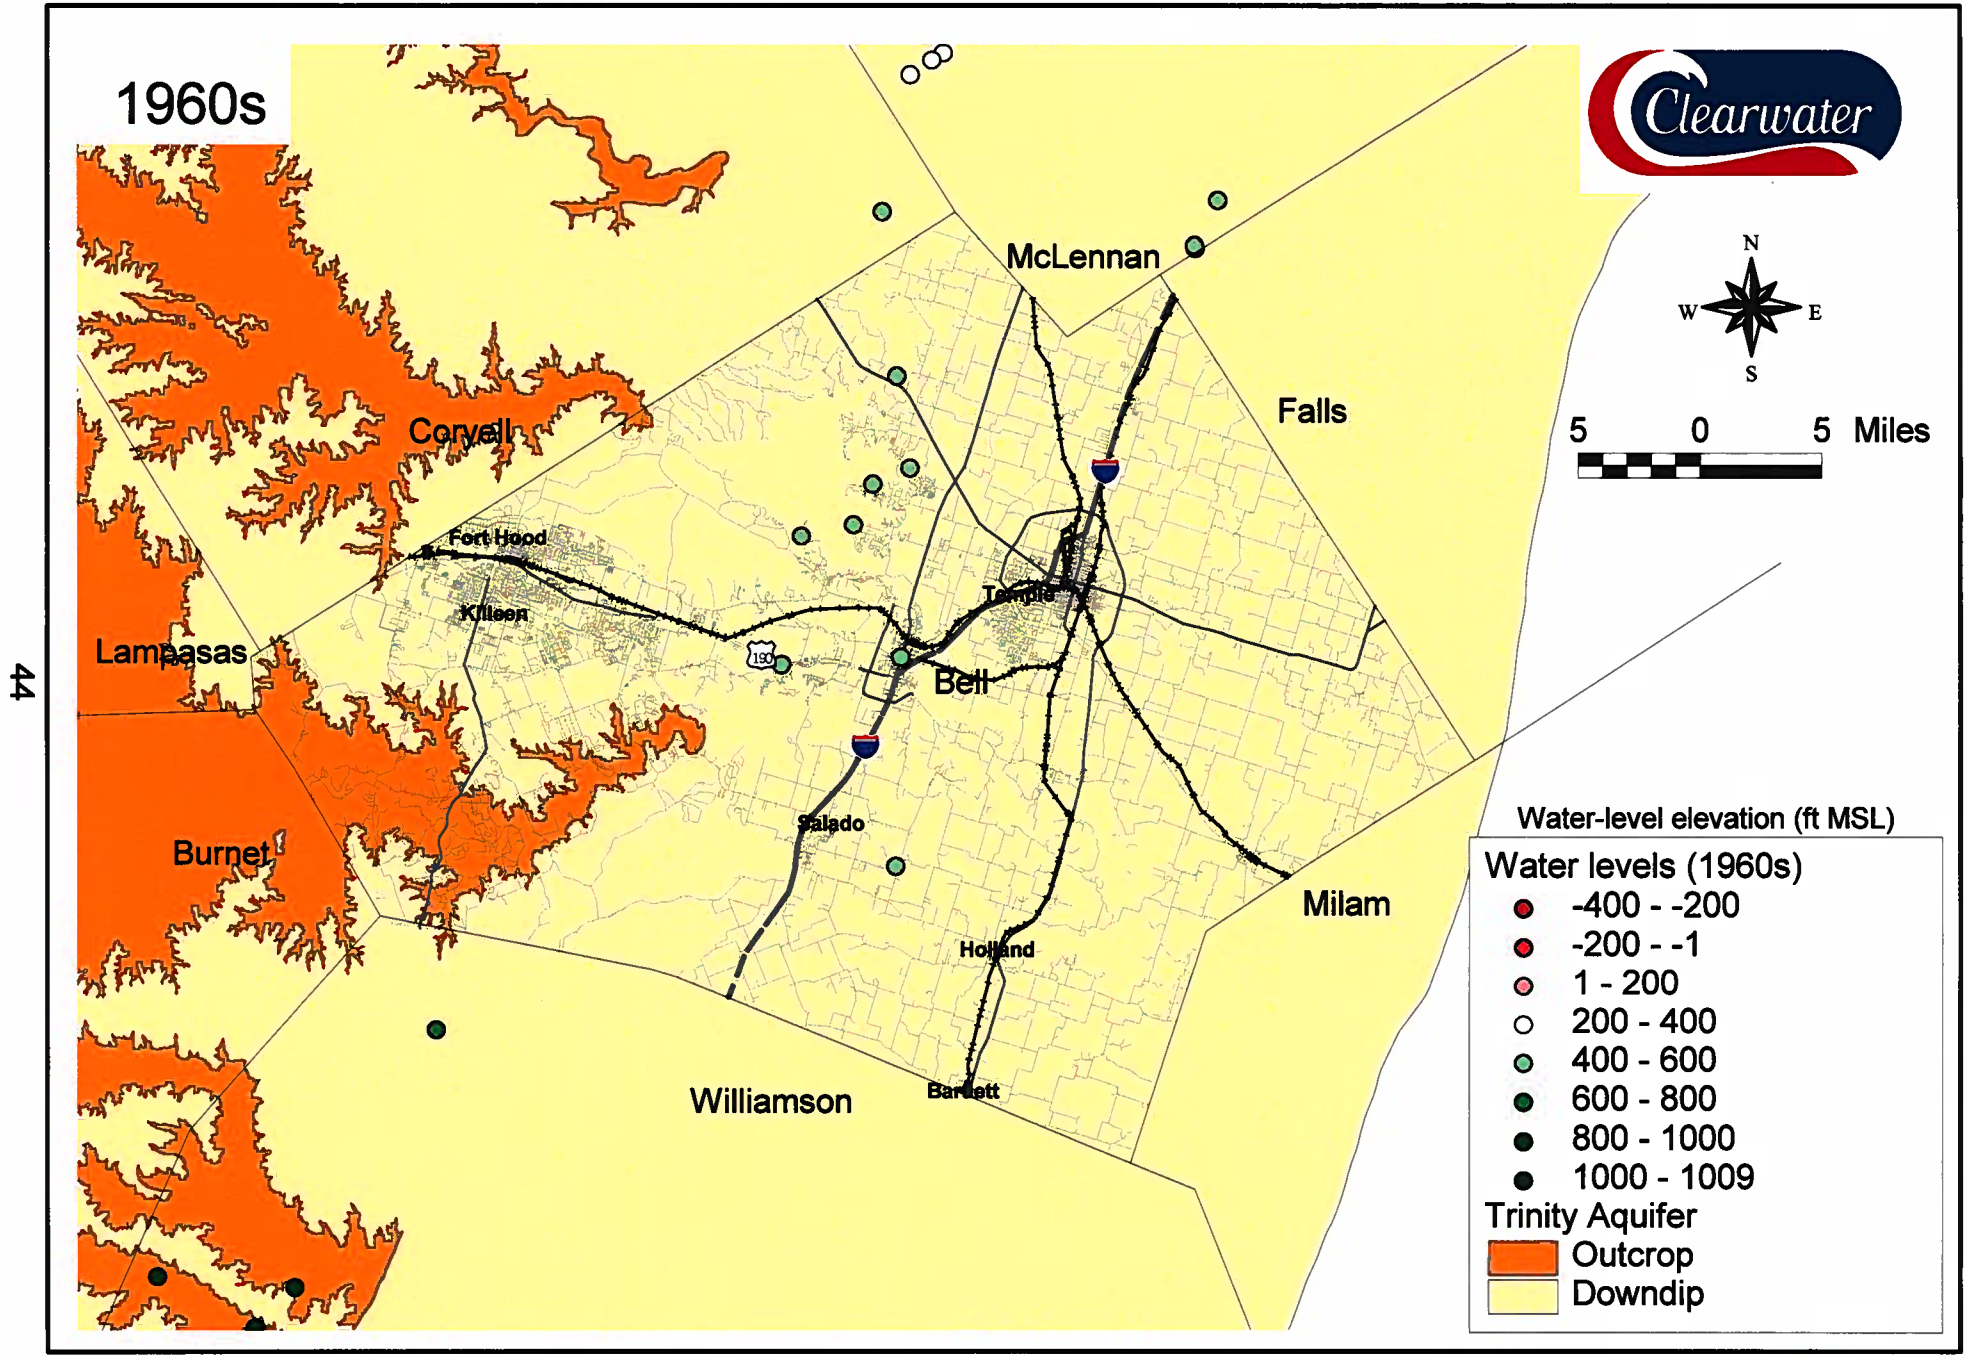 1960s
Clearwater
McLennan
N
W E
S
Falls
5 0 5 Miles
Coryell
Fort Hood
Killeen
Temple
Lampasas
190
Bell
44
Salado
Burnet
Water-level elevation (ft MSL)
Water levels (1960s)
-400 - -200
-200 - -1
1 - 200
200 - 400
400 - 600
600 - 800
800 - 1000
1000 - 1009
Trinity Aquifer
Outcrop
Downdip
Milam
Holland
Williamson
Bartlett